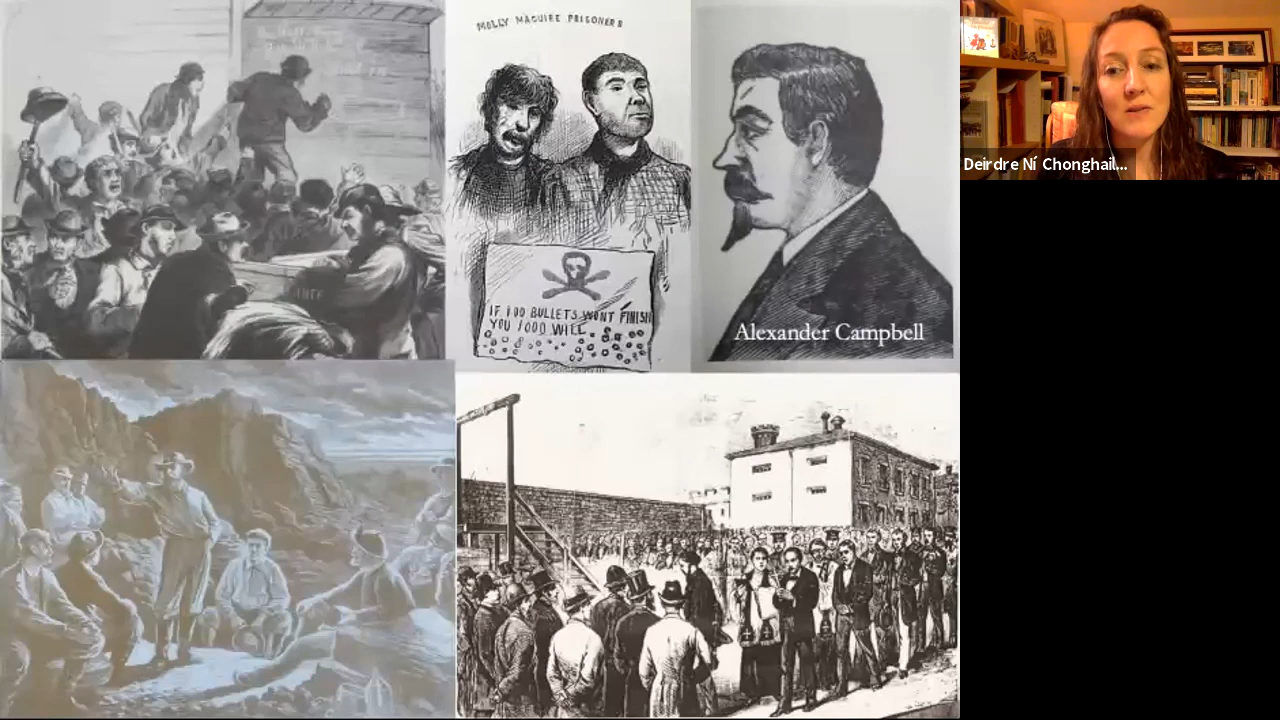 MOLLY MAGUIRE PRISONERS
IF 100 BULLETS WONT FINISH
YOU 1000 WILL
Alexander Campbell
Deirdre Ní Chonghail...